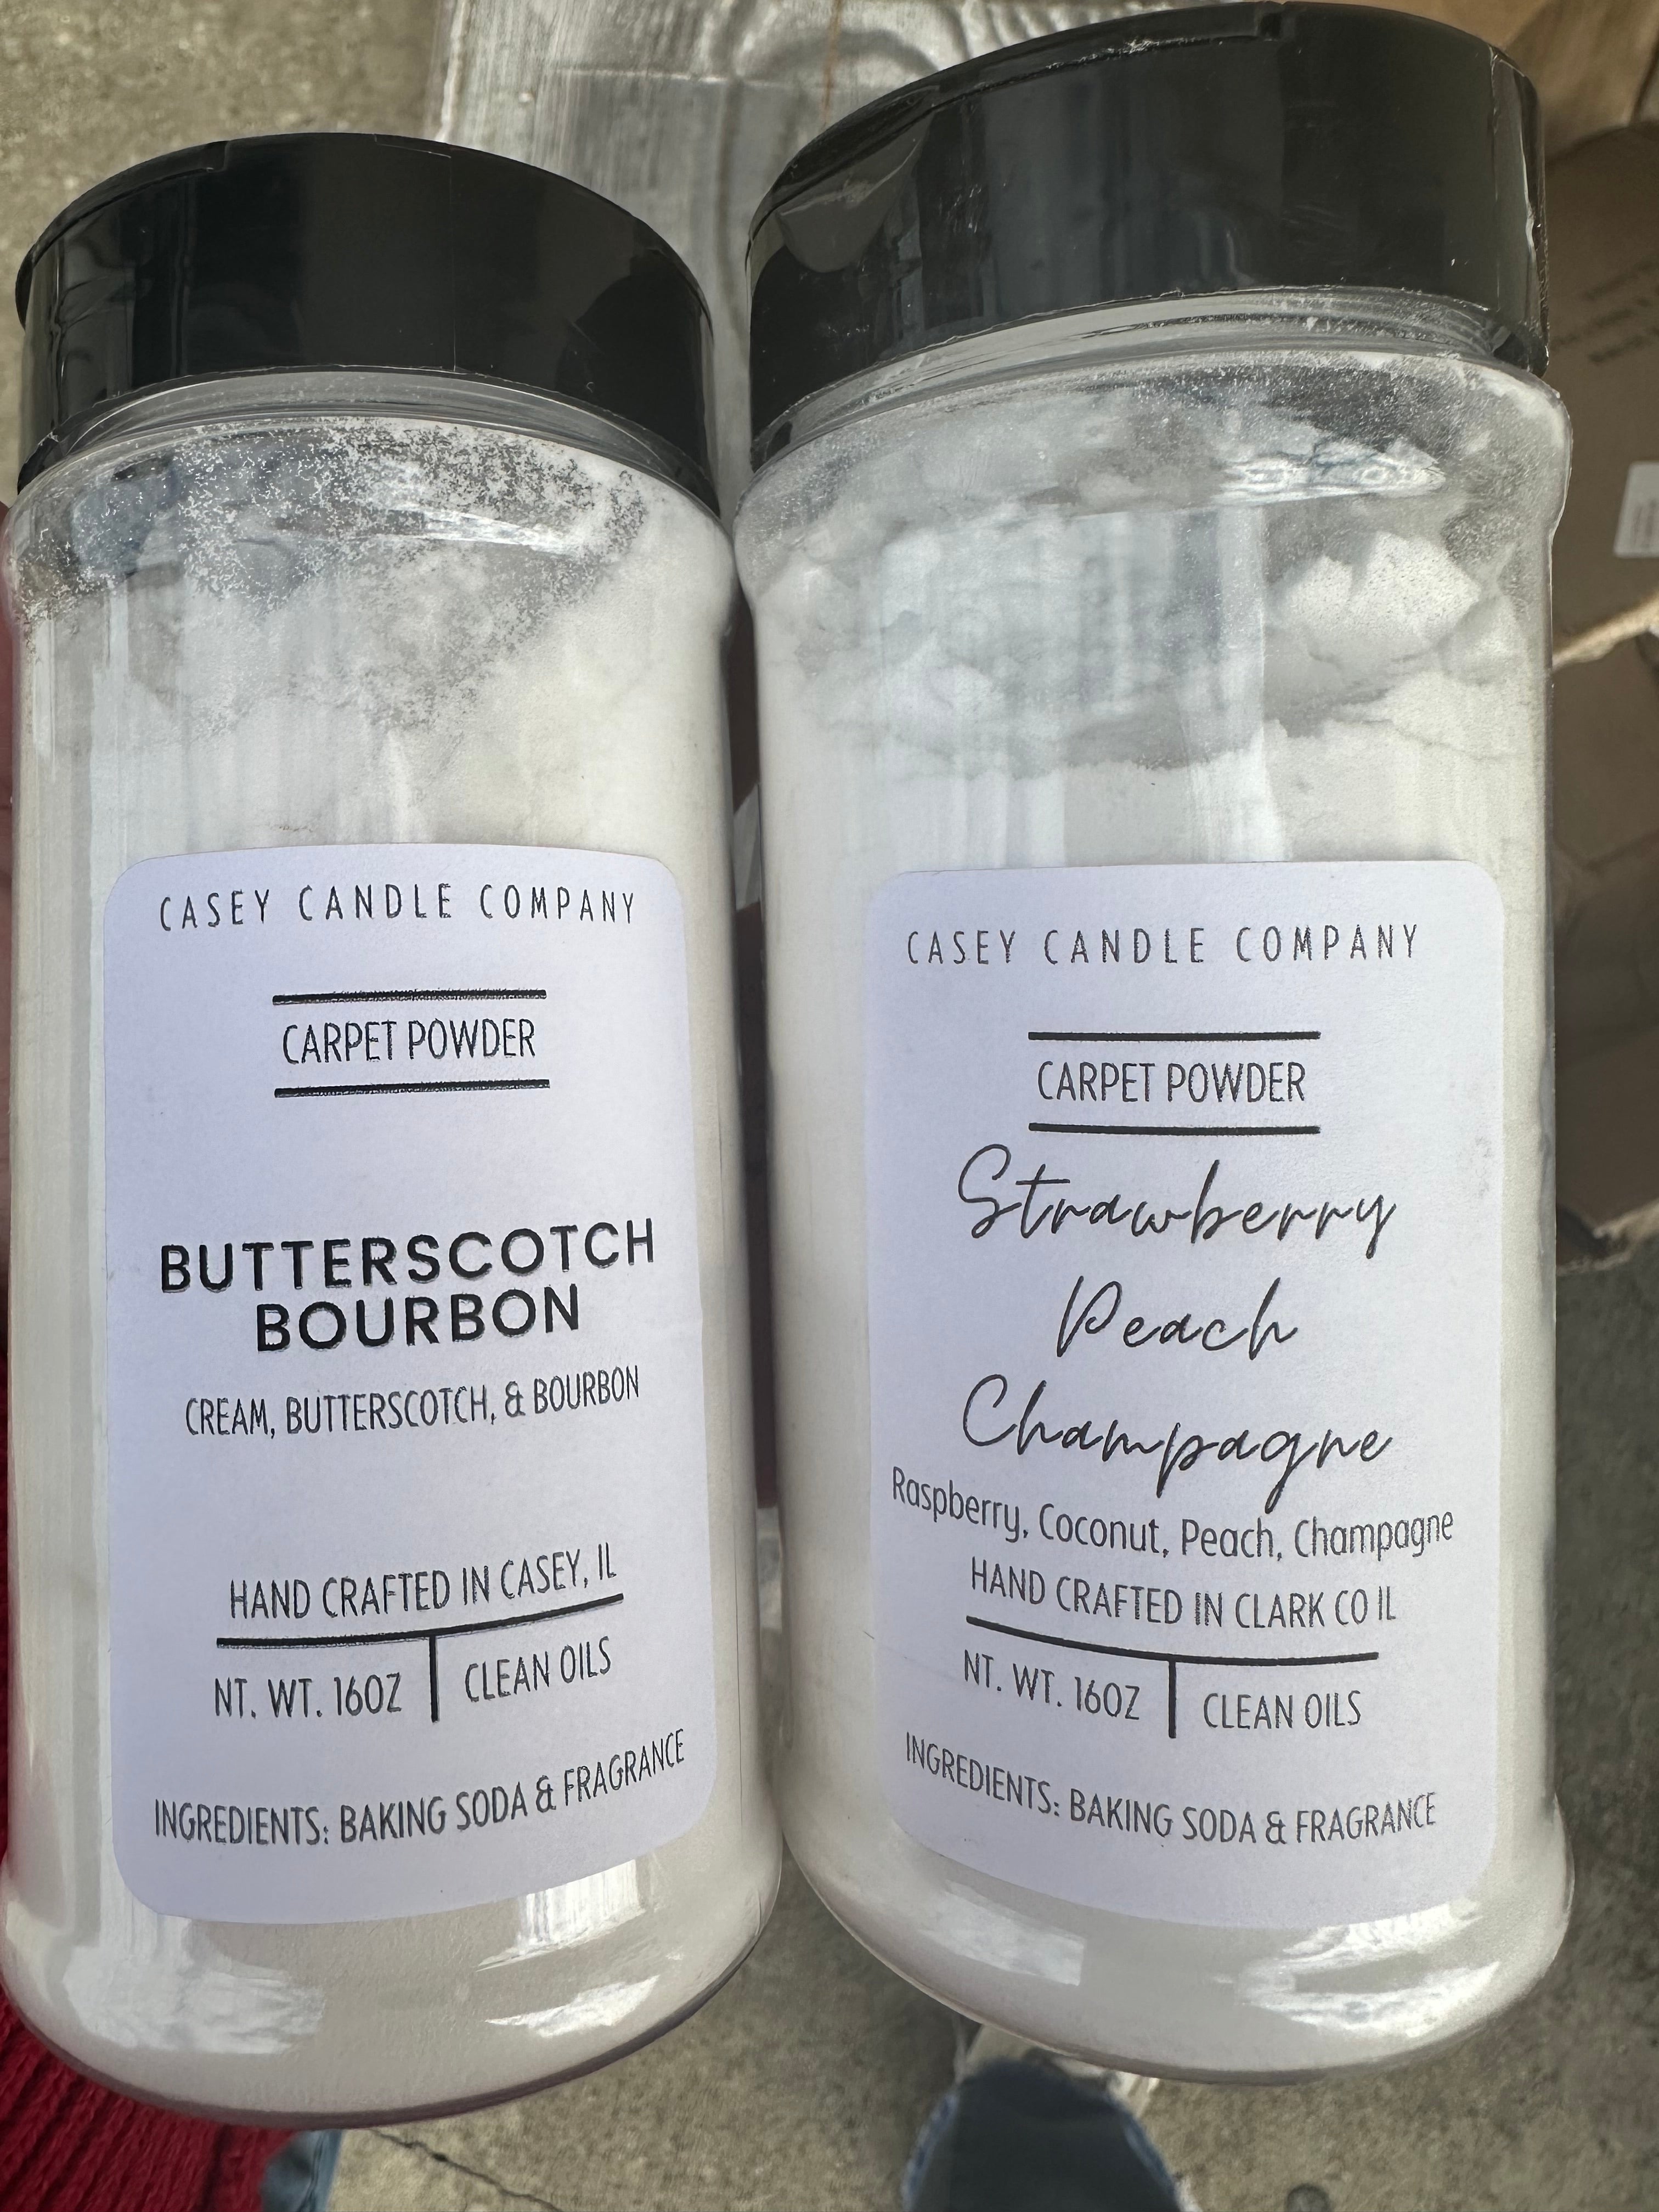 CASEY CANDLE COMPANY
CARPET POWDER
BUTTERSCOTCH
BOURBON
CREAM, BUTTERSCOTCH, & BOURBON
HAND CRAFTED IN CASEY, IL
NT. WT. 16OZ
CLEAN OILS
INGREDIENTS: BAKING SODA & FRAGRANCE
CASEY CANDLE COMPANY
CARPET POWDER
Strawberry
Peach
Champagne
Raspberry, Coconut, Peach, Champagne
HAND CRAFTED IN CLARK CO IL
NT. WT. 16OZ
CLEAN OILS
INGREDIENTS: BAKING SODA & FRAGRANCE